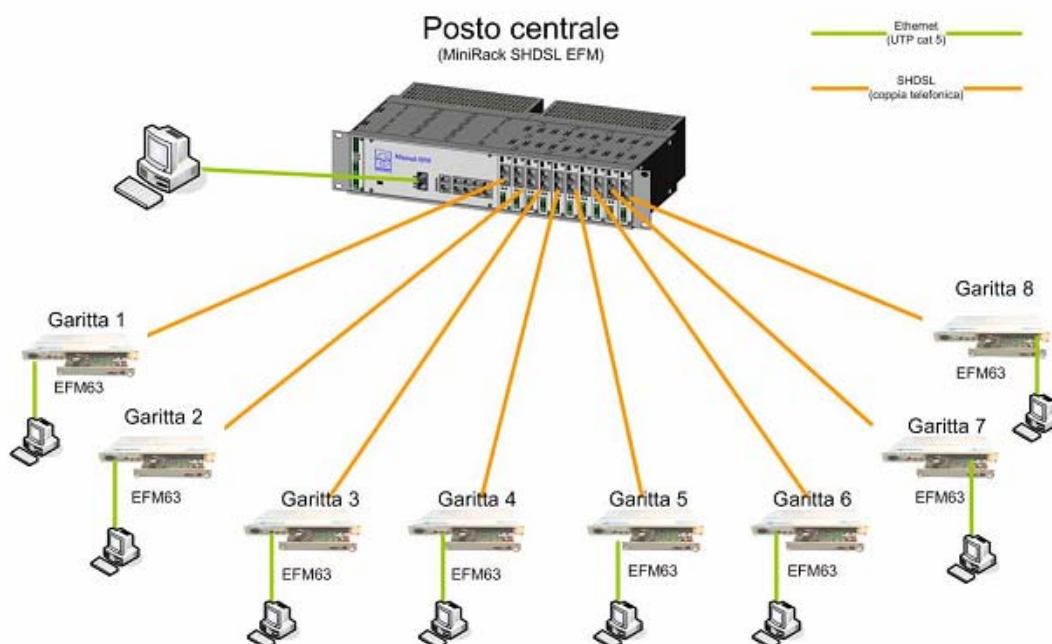 Posto centrale
(MiniRack SHDSL EFM)
Ethernet
(UTP cat 5)
SHDSL
(coppia telefonica)
Garitta 1
EFM63
Garitta 2
EFM63
Garitta 3
EFM63
Garitta 4
EFM63
Garitta 5
EFM63
Garitta 6
EFM63
Garitta 7
EFM63
Garitta 8
EFM63